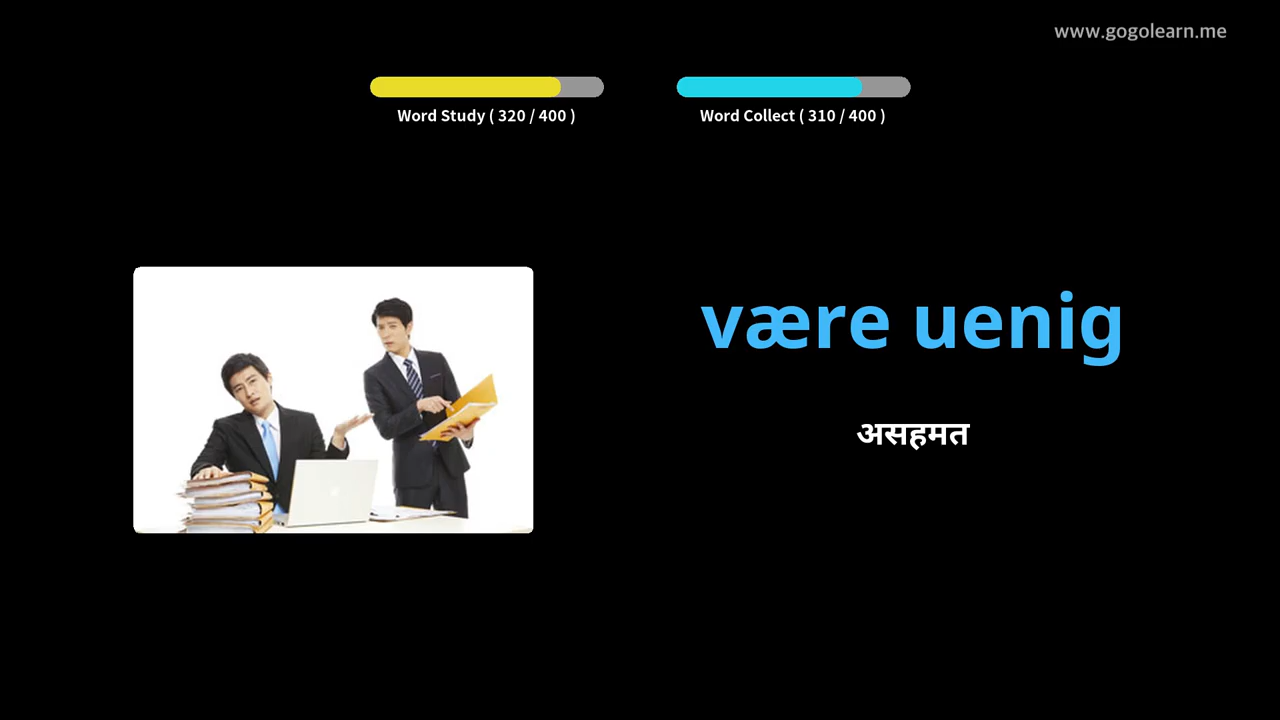 www.gogolearn.me
Word Study ( 320 / 400 )
Word Collect ( 310 / 400 )
være uenig
असहमत